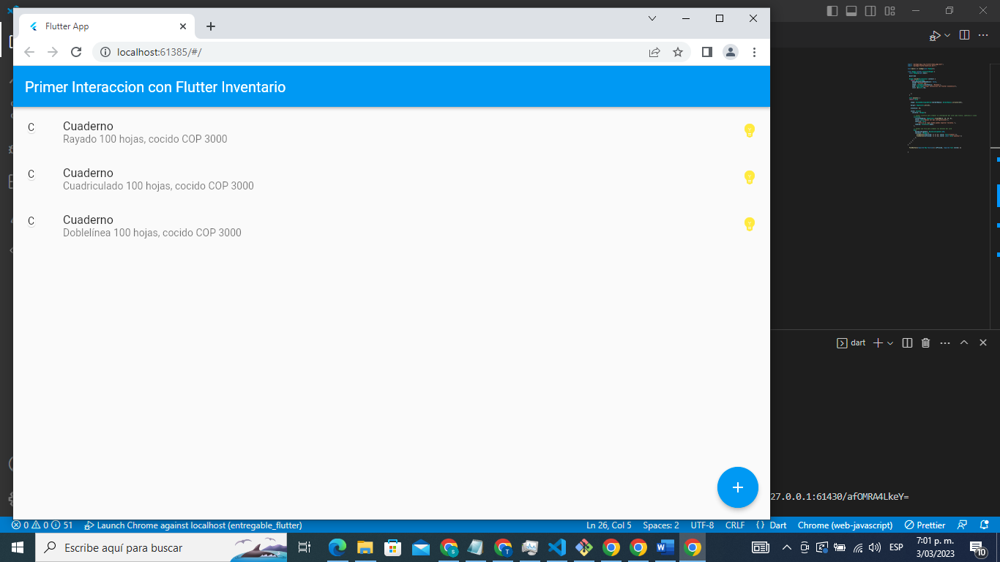 Flutter App
localhost:61385/#/
Primer Interaccion con Flutter Inventario
C
Cuaderno
Rayado 100 hojas, cocido COP 3000
C
Cuaderno
Cuadriculado 100 hojas, cocido COP 3000
C
Cuaderno
Doblelínea 100 hojas, cocido COP 3000
dart
27.0.0.1:61430/afOMRA4LkeY=
0 0 51 Launch Chrome against localhost (entregable_flutter) Ln 26, Col 5 Spaces: 2 UTF-8 CRLF {} Dart Chrome (web-javascript) Prettier
Escribe aquí para buscar
S
T
W
ESP
7:01 p. m.
3/03/2023
10